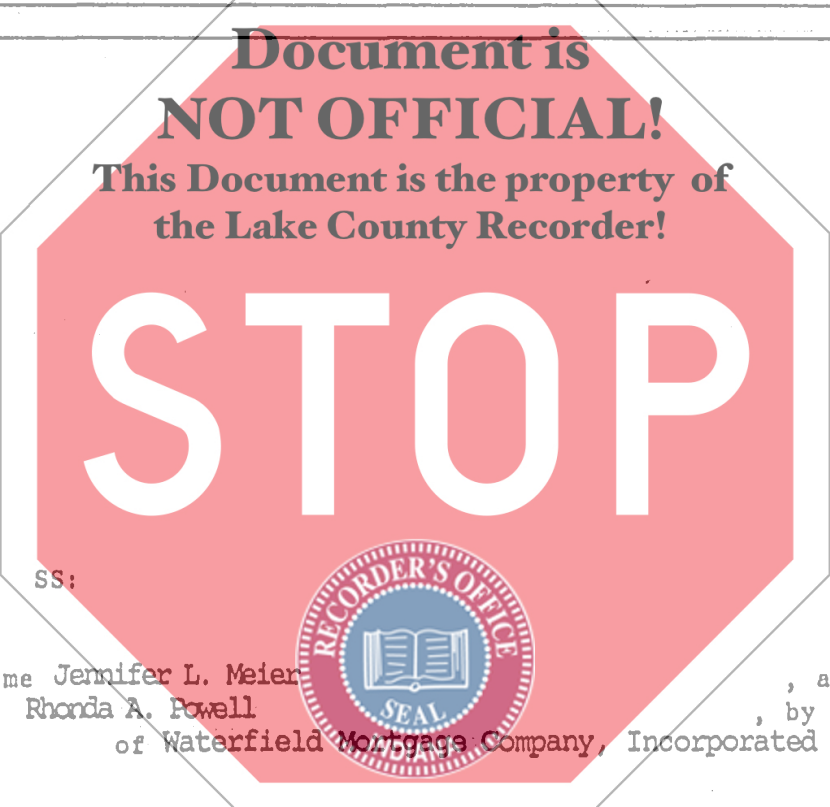 Document is
NOT OFFICIAL!
This Document is the property of
the Lake County Recorder!
STOP
SS:
RECORDER'S OFFICE
SEAL
INDIANA
me Jennifer L. Meier , a
Rhonda A. Powell , by
of Waterfield Mortgage Company, Incorporated